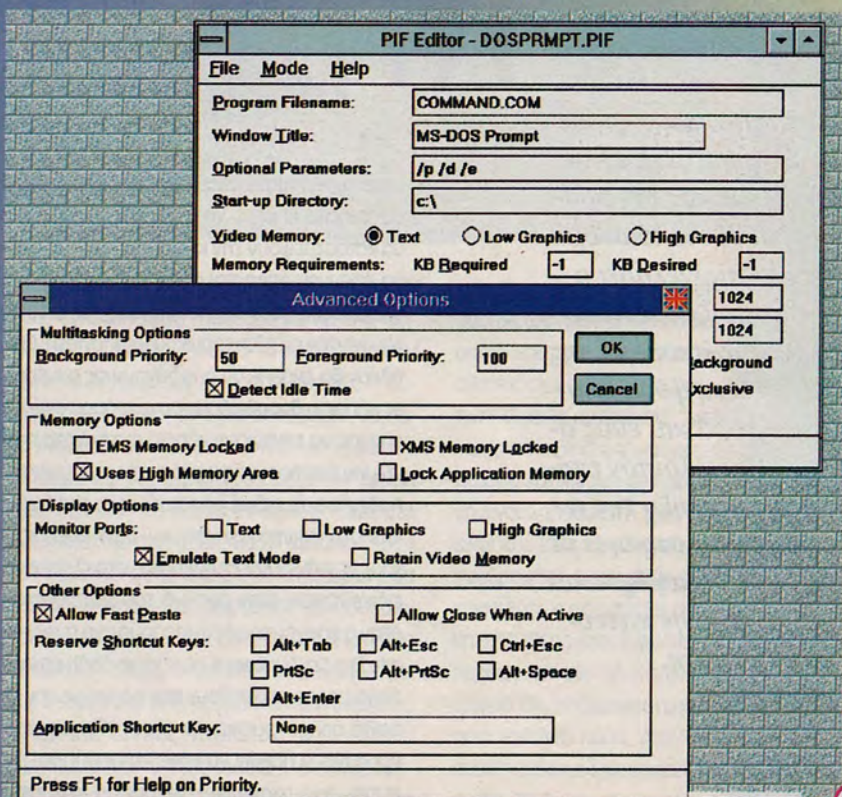 PIF Editor - DOSPRMPT.PIF
File Mode Help
Program Filename: COMMAND.COM
Window Title: MS-DOS Prompt
Optional Parameters: /p /d /e
Start-up Directory: c:\
Video Memory: Text Low Graphics High Graphics
Memory Requirements: KB Required -1 KB Desired -1
1024
1024
ackground
xclusive
Advanced Options
Multitasking Options
Background Priority: 50 Foreground Priority: 100
Detect Idle Time
OK
Cancel
Memory Options
EMS Memory Locked XMS Memory Locked
Uses High Memory Area Lock Application Memory
Display Options
Monitor Ports: Text Low Graphics High Graphics
Emulate Text Mode Retain Video Memory
Other Options
Allow Fast Paste Allow Close When Active
Reserve Shortcut Keys: Alt+Tab Alt+Esc Ctrl+Esc
PrtSc Alt+PrtSc Alt+Space
Alt+Enter
Application Shortcut Key: None
Press F1 for Help on Priority.